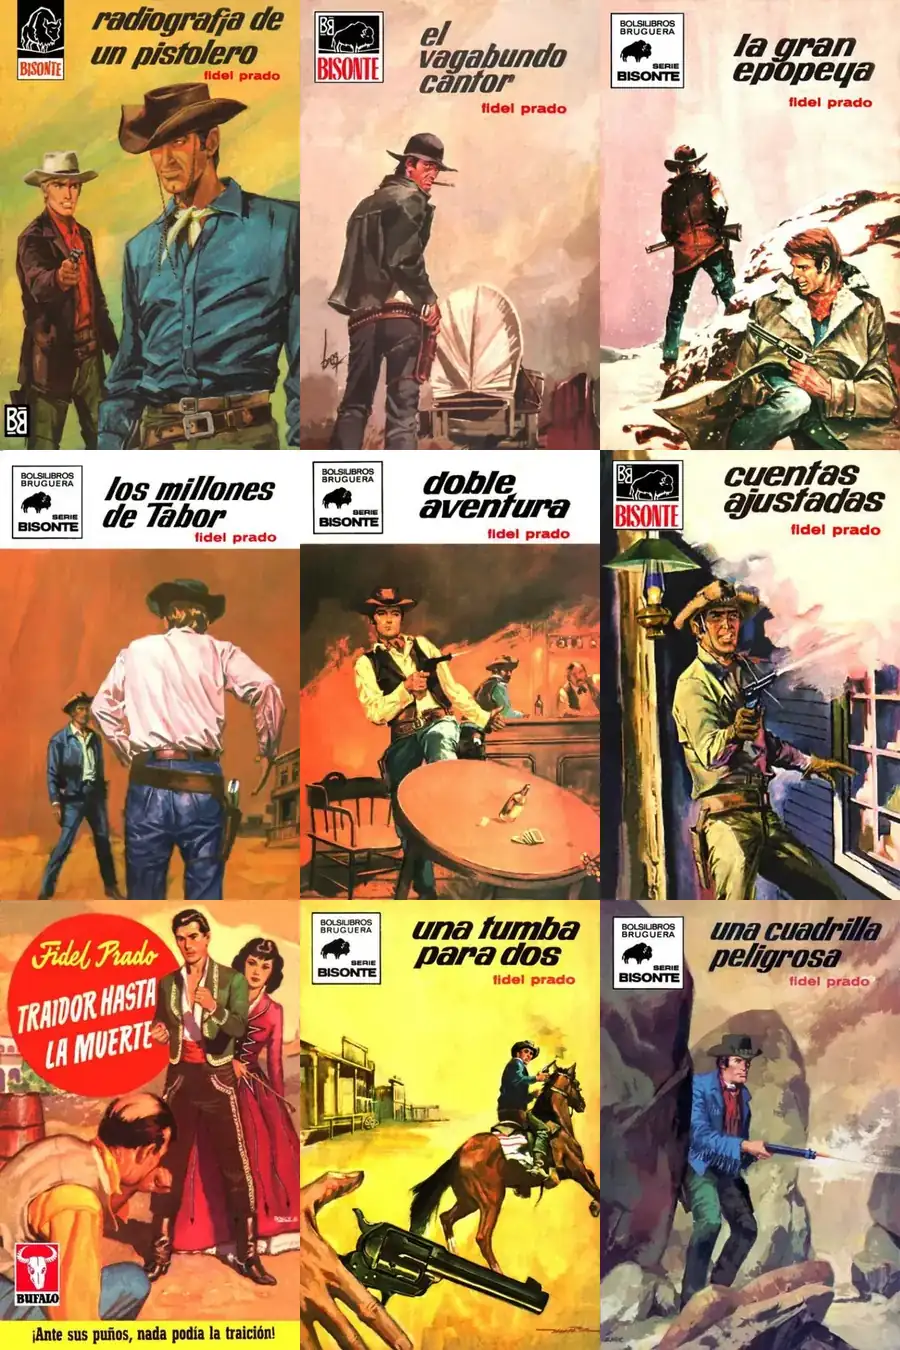 BISONTE
radiografia de
un pistolero
fidel prado
BB
BB
BISONTE
el
vagabundo
cantor
fidel prado
BOLSILIBROS
BRUGUERA
SERIE
BISONTE
la gran
epopeya
fidel prado
BOLSILIBROS
BRUGUERA
SERIE
BISONTE
los millones
de Tabor
fidel prado
BOLSILIBROS
BRUGUERA
SERIE
BISONTE
doble
aventura
fidel prado
BB
BISONTE
cuentas
ajustadas
fidel prado
Fidel Prado
TRAIDOR HASTA
LA MUERTE
BUFALO
¡Ante sus puños, nada podía la traición!
BOLSILIBROS
BRUGUERA
SERIE
BISONTE
una tumba
para dos
fidel prado
BOLSILIBROS
BRUGUERA
SERIE
BISONTE
una cuadrilla
peligrosa
fidel prado